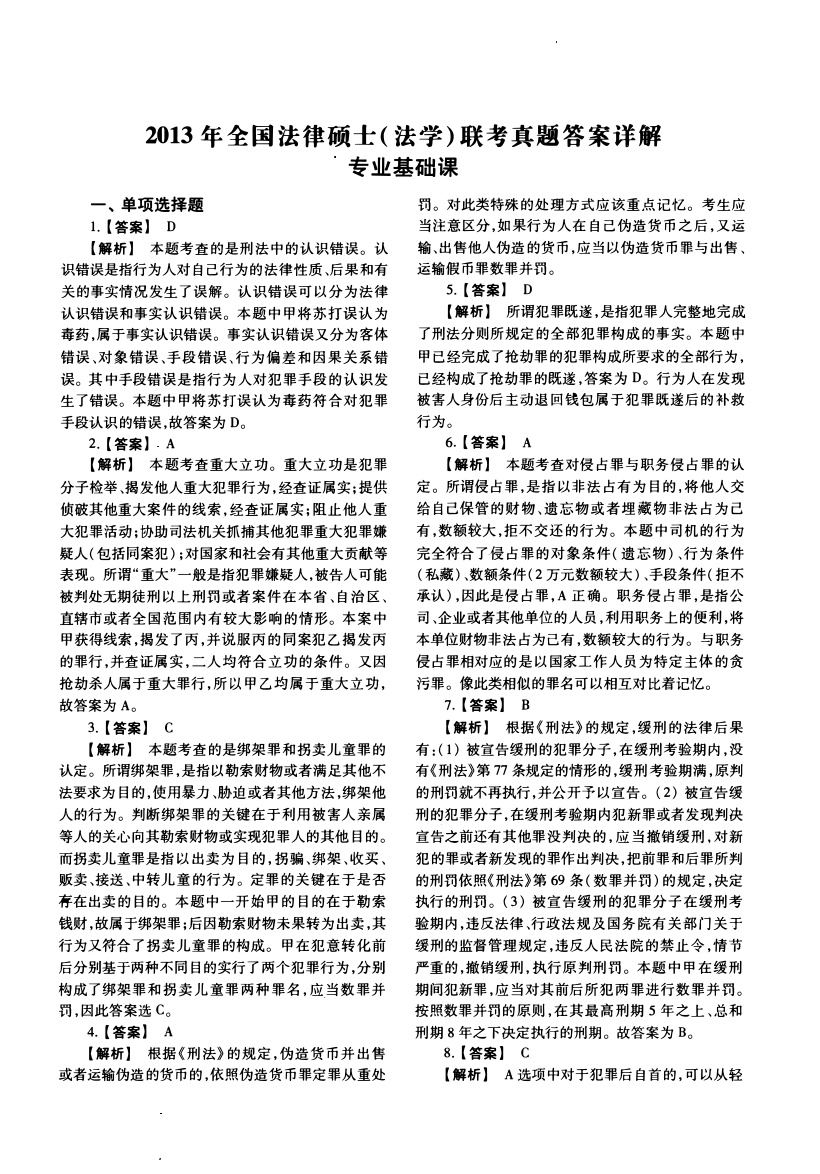 2013 年全国法律硕士(法学)联考真题答案详解
专业基础课
一、单项选择题
1.【答案】 D
【解析】 本题考查的是刑法中的认识错误。认
识错误是指行为人对自己行为的法律性质、后果和有
关的事实情况发生了误解。认识错误可以分为法律
认识错误和事实认识错误。本题中甲将苏打误认为
毒药,属于事实认识错误。事实认识错误又分为客体
错误、对象错误、手段错误、行为偏差和因果关系错
误。其中手段错误是指行为人对犯罪手段的认识发
生了错误。本题中甲将苏打误认为毒药符合对犯罪
手段认识的错误,故答案为 D。
2.【答案】 A
【解析】 本题考查重大立功。重大立功是犯罪
分子检举、揭发他人重大犯罪行为,经查证属实;提供
侦破其他重大案件的线索,经查证属实;阻止他人重
大犯罪活动;协助司法机关抓捕其他犯罪重大犯罪嫌
疑人(包括同案犯);对国家和社会有其他重大贡献等
表现。所谓“重大”一般是指犯罪嫌疑人,被告人可能
被判处无期徒刑以上刑罚或者案件在本省、自治区、
直辖市或者全国范围内有较大影响的情形。本案中
甲获得线索,揭发了丙,并说服丙的同案犯乙揭发丙
的罪行,并查证属实,二人均符合立功的条件。又因
抢劫杀人属于重大罪行,所以甲乙均属于重大立功,
故答案为 A。
3.【答案】 C
【解析】 本题考查的是绑架罪和拐卖儿童罪的
认定。所谓绑架罪,是指以勒索财物或者满足其他不
法要求为目的,使用暴力、胁迫或者其他方法,绑架他
人的行为。判断绑架罪的关键在于利用被害人亲属
等人的关心向其勒索财物或实现犯罪人的其他目的。
而拐卖儿童罪是指以出卖为目的,拐骗、绑架、收买、
贩卖、接送、中转儿童的行为。定罪的关键在于是否
存在出卖的目的。本题中一开始甲的目的在于勒索
钱财,故属于绑架罪;后因勒索财物未果转为出卖,其
行为又符合了拐卖儿童罪的构成。甲在犯意转化前
后分别基于两种不同目的实行了两个犯罪行为,分别
构成了绑架罪和拐卖儿童罪两种罪名,应当数罪并
罚,因此答案选 C。
4.【答案】 A
【解析】 根据《刑法》的规定,伪造货币并出售
或者运输伪造的货币的,依照伪造货币罪定罪从重处
罚。对此类特殊的处理方式应该重点记忆。考生应
当注意区分,如果行为人在自己伪造货币之后,又运
输、出售他人伪造的货币,应当以伪造货币罪与出售、
运输假币罪数罪并罚。
5.【答案】 D
【解析】 所谓犯罪既遂,是指犯罪人完整地完成
了刑法分则所规定的全部犯罪构成的事实。本题中
甲已经完成了抢劫罪的犯罪构成所要求的全部行为,
已经构成了抢劫罪的既遂,答案为 D。行为人在发现
被害人身份后主动退回钱包属于犯罪既遂后的补救
行为。
6.【答案】 A
【解析】 本题考查对侵占罪与职务侵占罪的认
定。所谓侵占罪,是指以非法占有为目的,将他人交
给自己保管的财物、遗忘物或者埋藏物非法占为己
有,数额较大,拒不交还的行为。本题中司机的行为
完全符合了侵占罪的对象条件(遗忘物)、行为条件
(私藏)、数额条件(2 万元数额较大)、手段条件(拒不
承认),因此是侵占罪,A 正确。职务侵占罪,是指公
司、企业或者其他单位的人员,利用职务上的便利,将
本单位财物非法占为己有,数额较大的行为。与职务
侵占罪相对应的是以国家工作人员为特定主体的贪
污罪。像此类相似的罪名可以相互对比着记忆。
7.【答案】 B
【解析】 根据《刑法》的规定,缓刑的法律后果
有:(1) 被宣告缓刑的犯罪分子,在缓刑考验期内,没
有《刑法》第 77 条规定的情形的,缓刑考验期满,原判
的刑罚就不再执行,并公开予以宣告。(2) 被宣告缓
刑的犯罪分子,在缓刑考验期内犯新罪或者发现判决
宣告之前还有其他罪没判决的,应当撤销缓刑,对新
犯的罪或者新发现的罪作出判决,把前罪和后罪所判
的刑罚依照《刑法》第 69 条(数罪并罚)的规定,决定
执行的刑罚。(3) 被宣告缓刑的犯罪分子在缓刑考
验期内,违反法律、行政法规及国务院有关部门关于
缓刑的监督管理规定,违反人民法院的禁止令,情节
严重的,撤销缓刑,执行原判刑罚。本题中甲在缓刑
期间犯新罪,应当对其前后所犯两罪进行数罪并罚。
按照数罪并罚的原则,在其最高刑期 5 年之上、总和
刑期 8 年之下决定执行的刑期。故答案为 B。
8.【答案】 C
【解析】 A 选项中对于犯罪后自首的,可以从轻